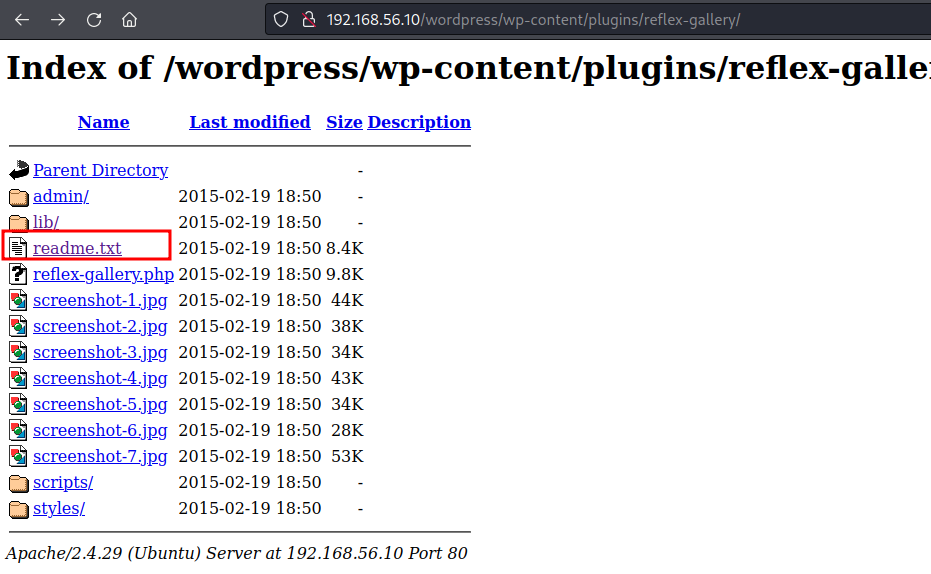 192.168.56.10/wordpress/wp-content/plugins/reflex-gallery/
Index of /wordpress/wp-content/plugins/reflex-galle
Name Last modified Size Description
Parent Directory -
admin/ 2015-02-19 18:50 -
lib/ 2015-02-19 18:50 -
readme.txt 2015-02-19 18:50 8.4K
reflex-gallery.php 2015-02-19 18:50 9.8K
screenshot-1.jpg 2015-02-19 18:50 44K
screenshot-2.jpg 2015-02-19 18:50 38K
screenshot-3.jpg 2015-02-19 18:50 34K
screenshot-4.jpg 2015-02-19 18:50 43K
screenshot-5.jpg 2015-02-19 18:50 34K
screenshot-6.jpg 2015-02-19 18:50 28K
screenshot-7.jpg 2015-02-19 18:50 53K
scripts/ 2015-02-19 18:50 -
styles/ 2015-02-19 18:50 -
Apache/2.4.29 (Ubuntu) Server at 192.168.56.10 Port 80